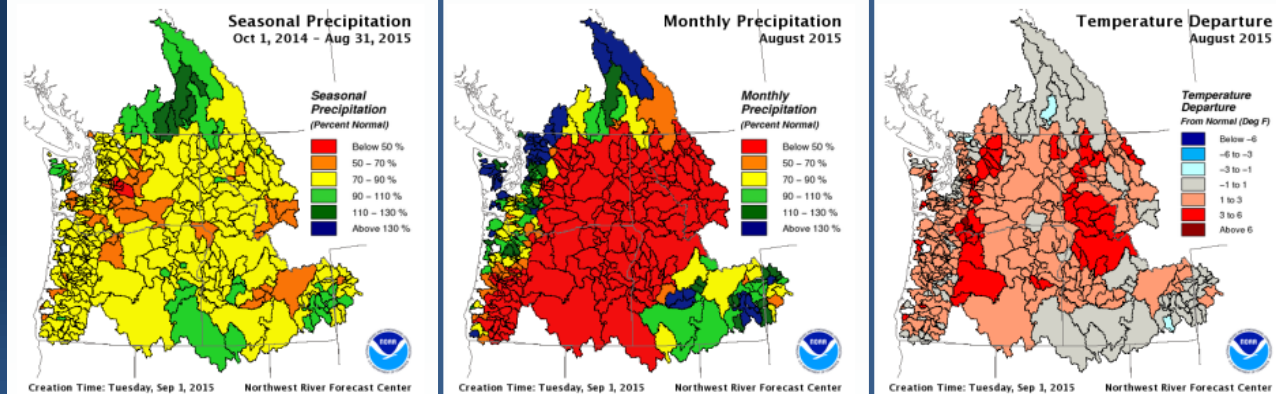 Seasonal Precipitation
Oct 1, 2014 - Aug 31, 2015
Seasonal
Precipitation
(Percent Normal)
Below 50 %
50 - 70 %
70 - 90 %
90 - 110 %
110 - 130 %
Above 130 %
NOAA
Creation Time: Tuesday, Sep 1, 2015 Northwest River Forecast Center
Monthly Precipitation
August 2015
Monthly
Precipitation
(Percent Normal)
Below 50 %
50 - 70 %
70 - 90 %
90 - 110 %
110 - 130 %
Above 130 %
NOAA
Creation Time: Tuesday, Sep 1, 2015 Northwest River Forecast Center
Temperature Departure
August 2015
Temperature
Departure
From Normal (Deg F)
Below -6
-6 to -3
-3 to -1
-1 to 1
1 to 3
3 to 6
Above 6
NOAA
Creation Time: Tuesday, Sep 1, 2015 Northwest River Forecast Center